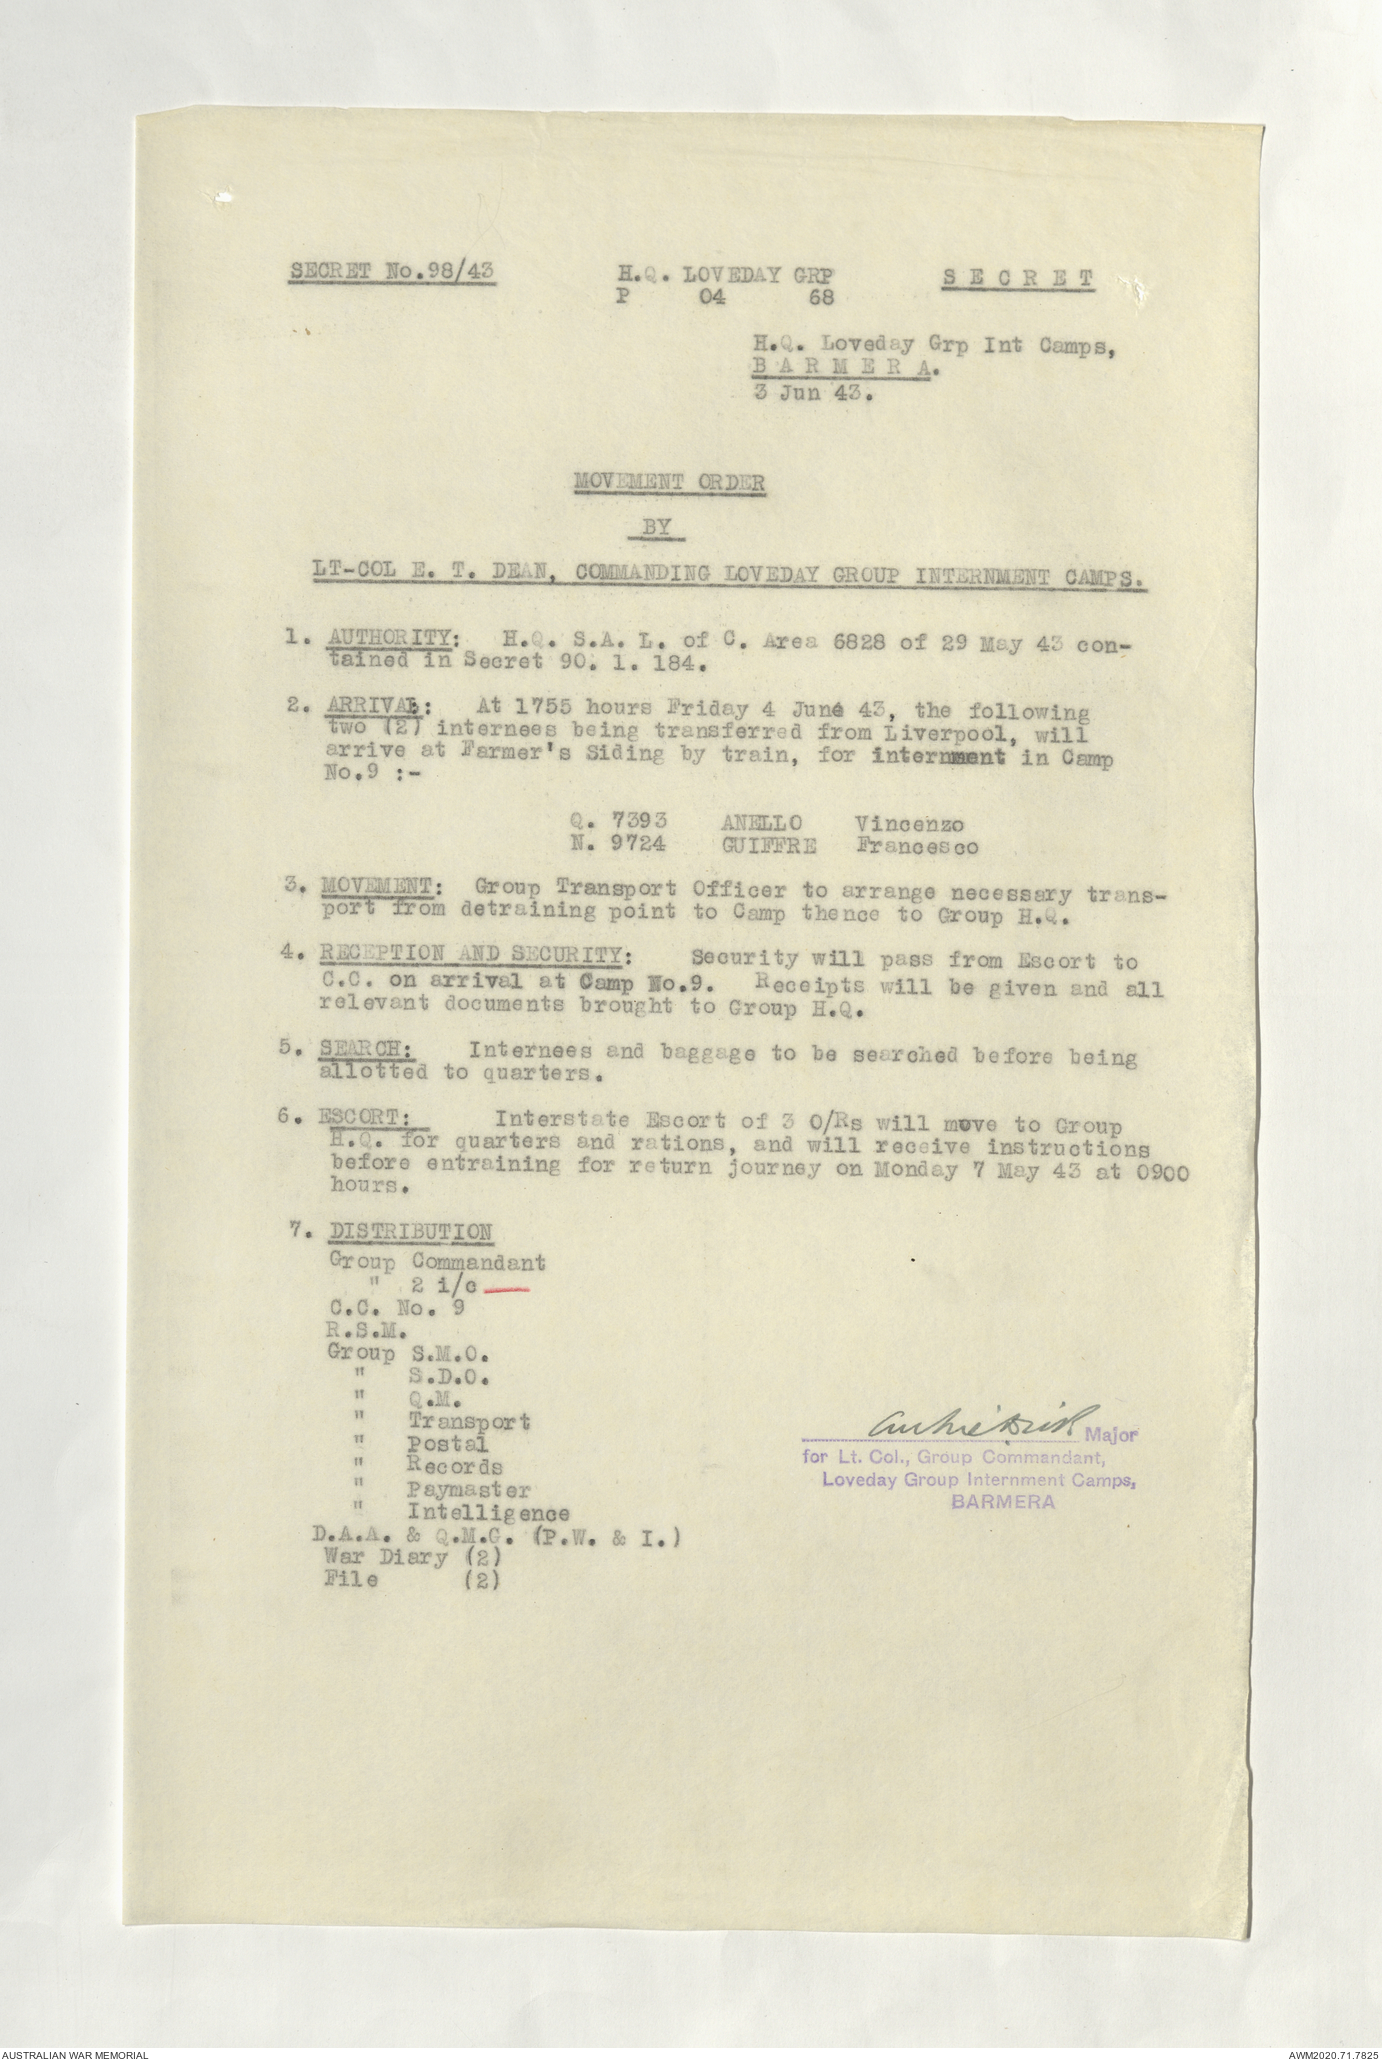 SECRET No.98/43
H.Q. LOVEDAY GRP
P 04 68
S E C R E T
H.Q. Loveday Grp Int Camps,
B A R M E R A.
3 Jun 43.
MOVEMENT ORDER
BY
LT-COL E. T. DEAN, COMMANDING LOVEDAY GROUP INTERNMENT CAMPS.
1. AUTHORITY: H.Q. S.A. L. of C. Area 6828 of 29 May 43 con-
tained in Secret 90. 1. 184.
2. ARRIVAL: At 1755 hours Friday 4 June 43, the following
two (2) internees being transferred from Liverpool, will
arrive at Farmer's Siding by train, for internment in Camp
No.9 :-
Q. 7393 ANELLO Vincenzo
N. 9724 GUIFFRE Francesco
3. MOVEMENT: Group Transport Officer to arrange necessary trans-
port from detraining point to Camp thence to Group H.Q.
4. RECEPTION AND SECURITY: Security will pass from Escort to
C.C. on arrival at Camp No.9. Receipts will be given and all
relevant documents brought to Group H.Q.
5. SEARCH: Internees and baggage to be searched before being
allotted to quarters.
6. ESCORT: Interstate Escort of 3 O/Rs will move to Group
H.Q. for quarters and rations, and will receive instructions
before entraining for return journey on Monday 7 May 43 at 0900
hours.
7. DISTRIBUTION
Group Commandant
" 2 i/c
C.C. No. 9
R.S.M.
Group S.M.O.
" S.D.O.
" Q.M.
" Transport
" Postal
" Records
" Paymaster
" Intelligence
D.A.A. & Q.M.G. (P.W. & I.)
War Diary (2)
File (2)
Major
for Lt. Col., Group Commandant,
Loveday Group Internment Camps,
BARMERA
AUSTRALIAN WAR MEMORIAL
AWM2020.71.7825